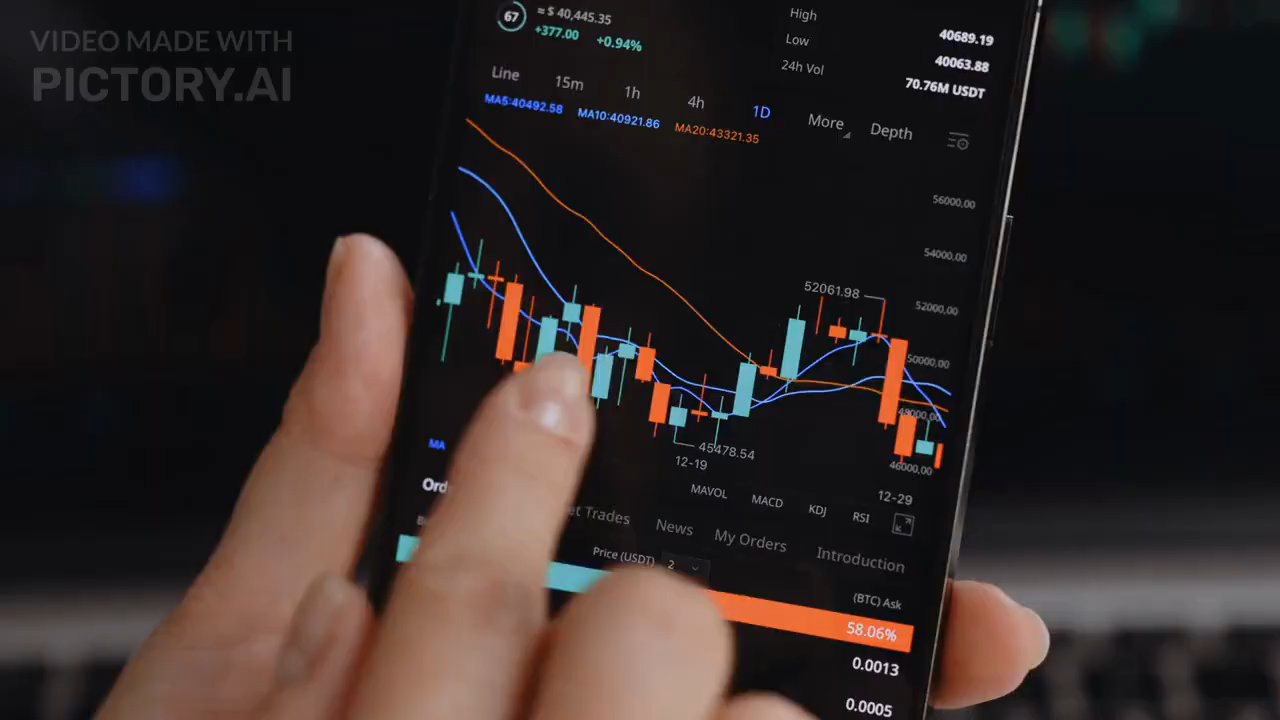 VIDEO MADE WITH
PICTORY.AI
67
≈ $ 40,445.35
+377.00 +0.94%
High 40689.19
Low 40063.88
24h Vol 70.76M USDT
Line 15m 1h 4h 1D More Depth
MA5:40492.58 MA10:40921.86 MA20:43321.35
56000,00
54000,00
52061.98
52000,00
50000,00
48000,00
45478.54
46000,00
MA
12-19
12-29
MAVOL MACD KDJ RSI
Trades News My Orders Introduction
Price (USDT) 2
(BTC) Ask
58.06%
0.0013
0.0005